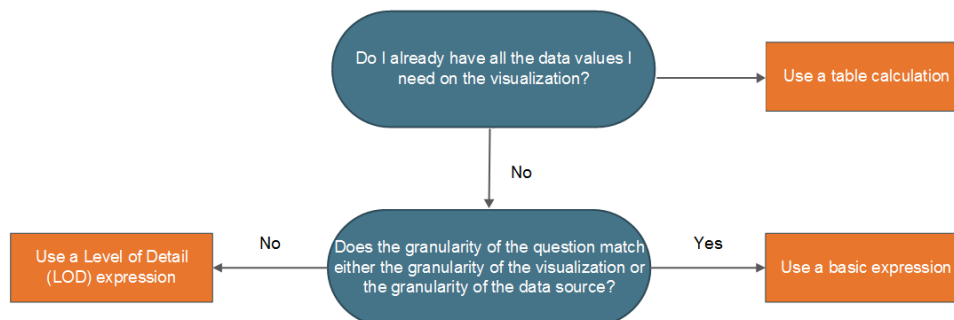 Do I already have all the data values I
need on the visualization?
Use a table calculation
No
No
Does the granularity of the question match
either the granularity of the visualization or
the granularity of the data source?
Yes
Use a Level of Detail
(LOD) expression
Use a basic expression